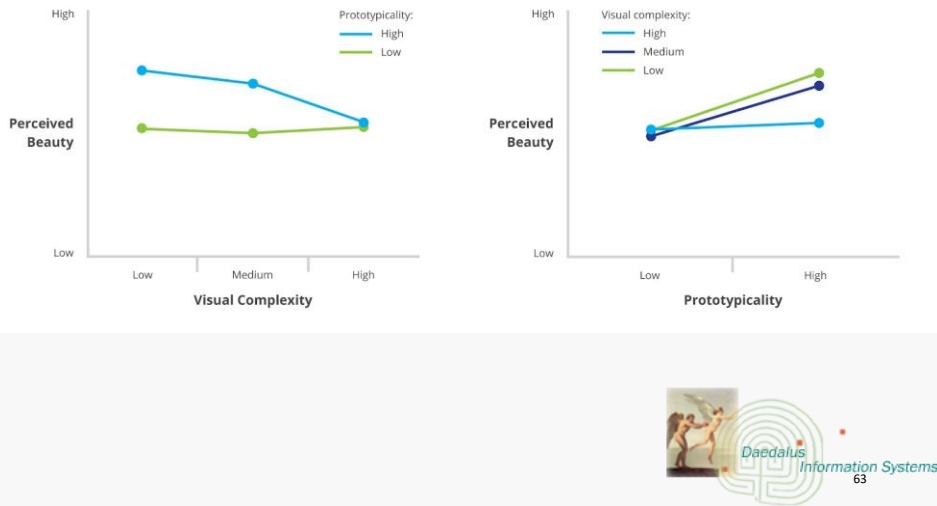 High
Prototypicality:
High
Low
Perceived
Beauty
Low
Low
Medium
High
Visual Complexity
High
Visual complexity:
High
Medium
Low
Perceived
Beauty
Low
Low
High
Prototypicality
Daedalus
Information Systems
63